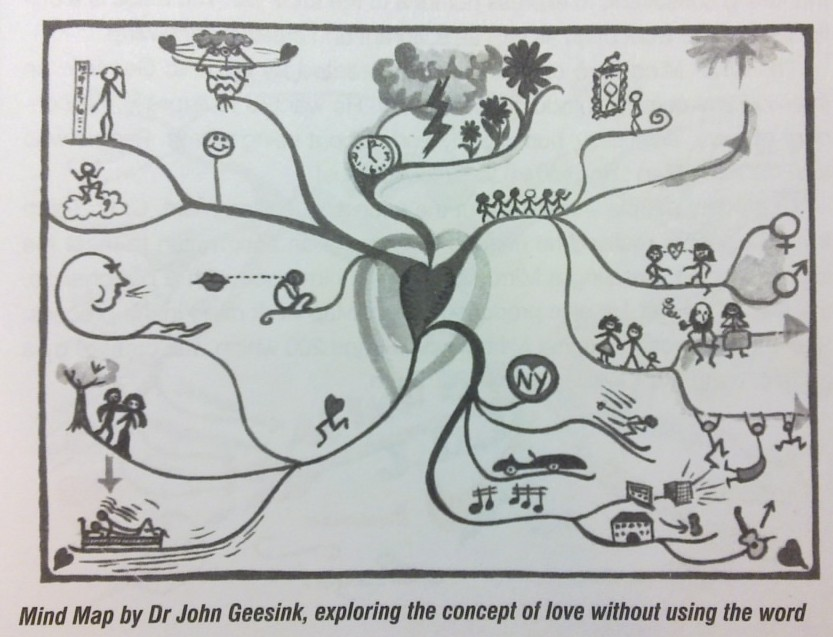 NY
Mind Map by Dr John Geesink, exploring the concept of love without using the word